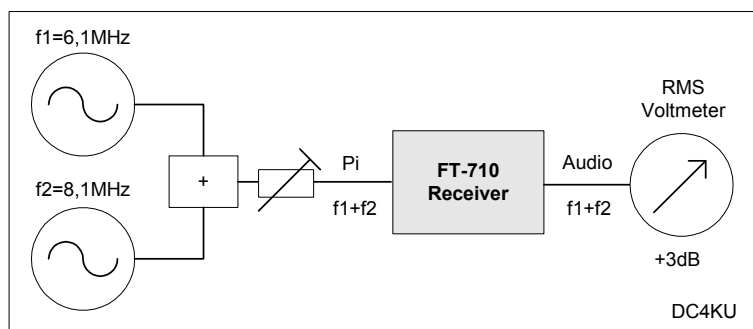 f1=6,1MHz
RMS
Voltmeter
Pi
FT-710
Receiver
Audio
+
f2=8,1MHz
f1+f2
f1+f2
+3dB
DC4KU